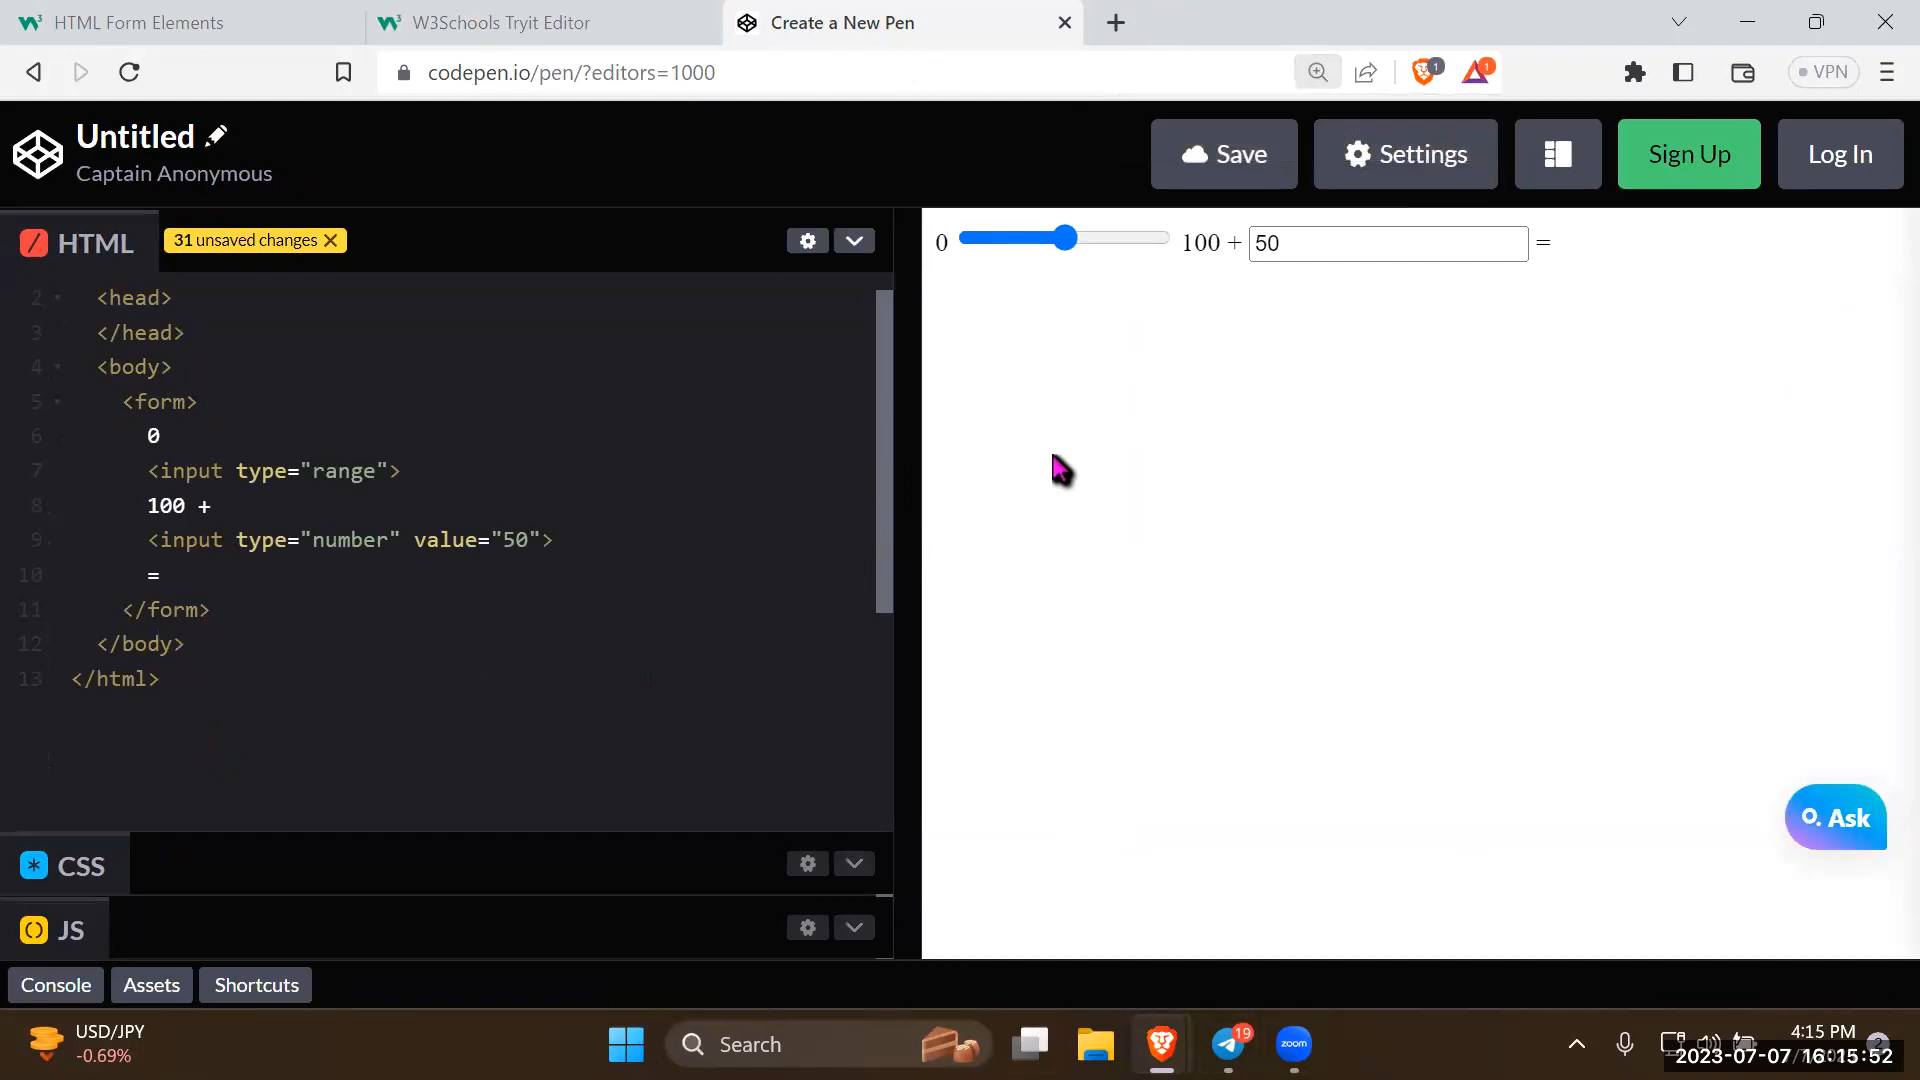 HTML Form Elements
W3Schools Tryit Editor
Create a New Pen
codepen.io/pen/?editors=1000
1
1
VPN
Untitled
Captain Anonymous
Save
Settings
Sign Up
Log In
HTML
31 unsaved changes
2 <head>
3 </head>
4 <body>
5 <form>
6 0
7 <input type="range">
8 100 +
9 <input type="number" value="50">
10 =
11 </form>
12 </body>
13 </html>
0 100 + 50 =
Ask
CSS
JS
Console
Assets
Shortcuts
USD/JPY
-0.69%
Search
19
zoom
4:15 PM
2
2023-07-07 16:15:52